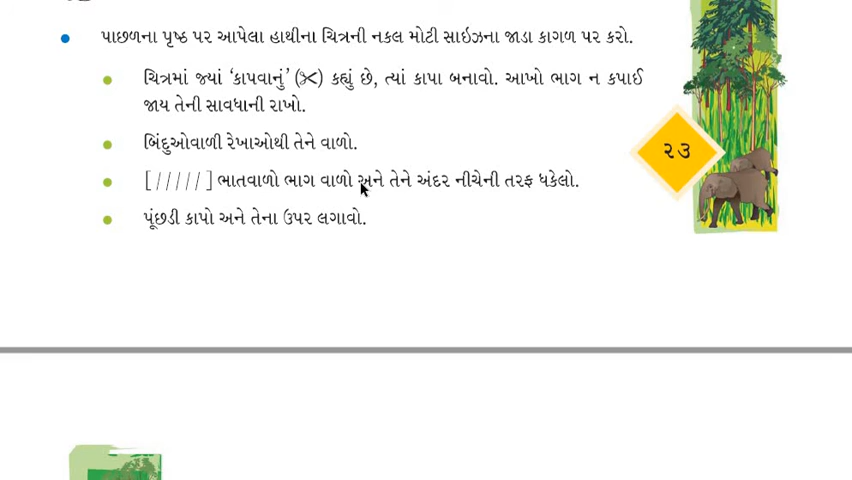 પાછળના પૃષ્ઠ પર આપેલા હાથીના ચિત્રની નકલ મોટી સાઇઝના જાડા કાગળ પર કરો.
ચિત્રમાં જ્યાં ‘કાપવાનું’ (✂) કહ્યું છે, ત્યાં કાપા બનાવો. આખો ભાગ ન કપાઈ
જાય તેની સાવધાની રાખો.
બિંદુઓવાળી રેખાઓથી તેને વાળો.
૨૩
[/////] ભાતવાળો ભાગ વાળો અને તેને અંદર નીચેની તરફ ધકેલો.
પૂંછડી કાપો અને તેના ઉપર લગાવો.